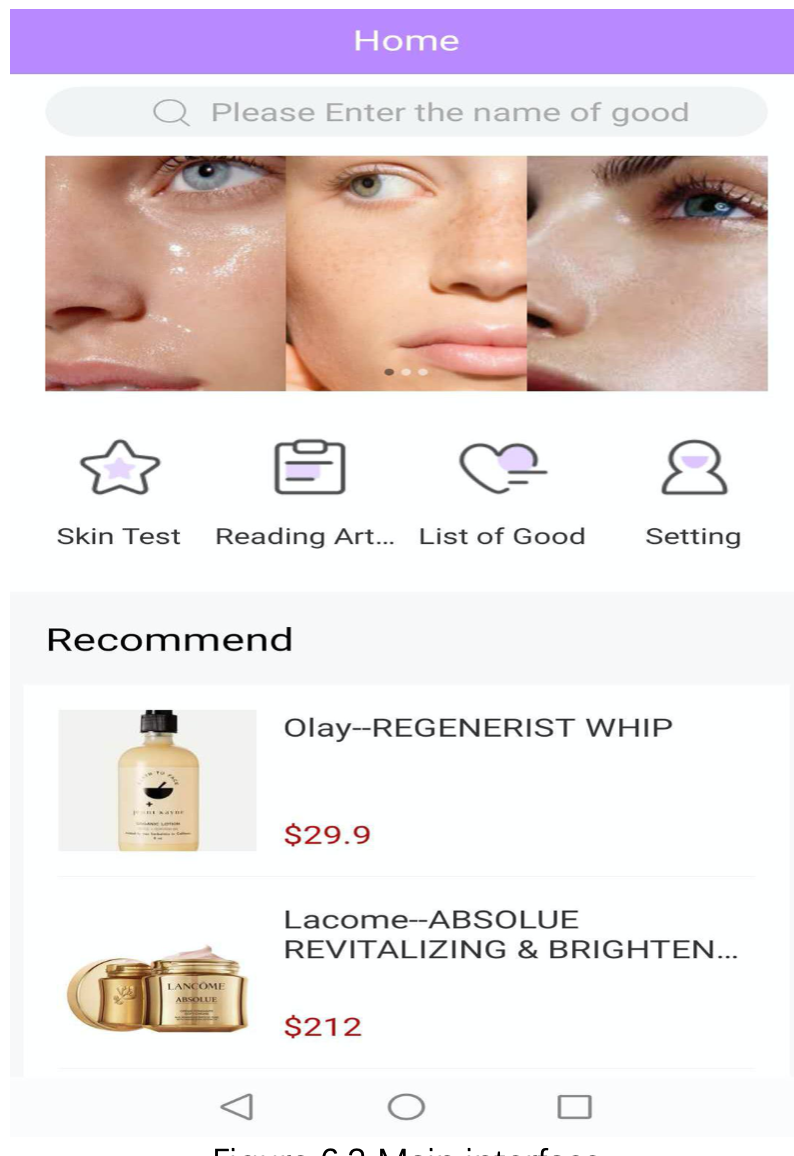 Home
Please Enter the name of good
Skin Test
Reading Art...
List of Good
Setting
Recommend
Olay--REGENERIST WHIP
$29.9
Lacome--ABSOLUE
REVITALIZING & BRIGHTEN...
LANCÔME
ABSOLUE
$212